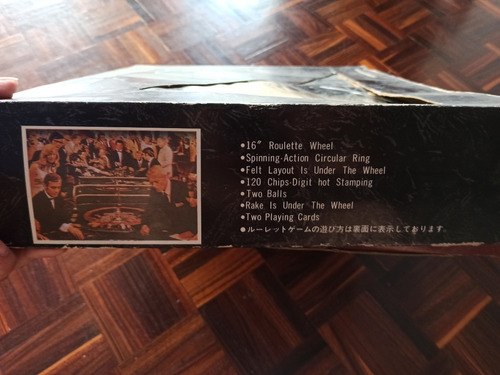 ●16" Roulette Wheel
●Spinning-Action Circular Ring
●Felt Layout Is Under The Wheel
●120 Chips-Digit hot Stamping
●Two Balls
●Rake Is Under The Wheel
●Two Playing Cards
●ルーレットゲームの遊び方は裏面に表示しております。